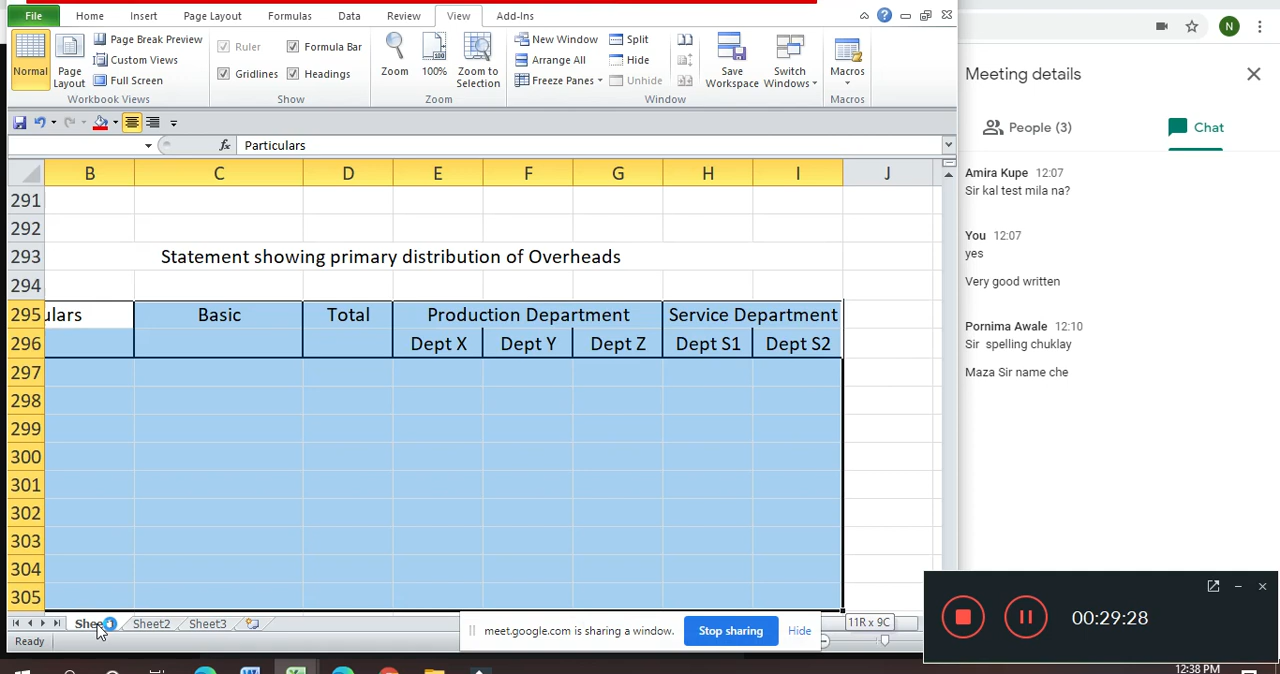 File Home Insert Page Layout Formulas Data Review View Add-Ins
Normal
Page Layout
Page Break Preview
Custom Views
Full Screen
Workbook Views
Ruler Formula Bar
Gridlines Headings
Show
Zoom
100%
Zoom to Selection
Zoom
New Window
Arrange All
Freeze Panes
Split
Hide
Unhide
Save Workspace
Switch Windows
Window
Macros
Macros
fx Particulars
B C D E F G H I J
291
292
293 Statement showing primary distribution of Overheads
294
295 ulars Basic Total Production Department Service Department
296 Dept X Dept Y Dept Z Dept S1 Dept S2
297
298
299
300
301
302
303
304
305
Shee Sheet2 Sheet3
Ready
11R x 9C
meet.google.com is sharing a window. Stop sharing Hide
N
Meeting details
People (3) Chat
Amira Kupe 12:07
Sir kal test mila na?
You 12:07
yes
Very good written
Pornima Awale 12:10
Sir spelling chuklay
Maza Sir name che
00:29:28
12:38 PM